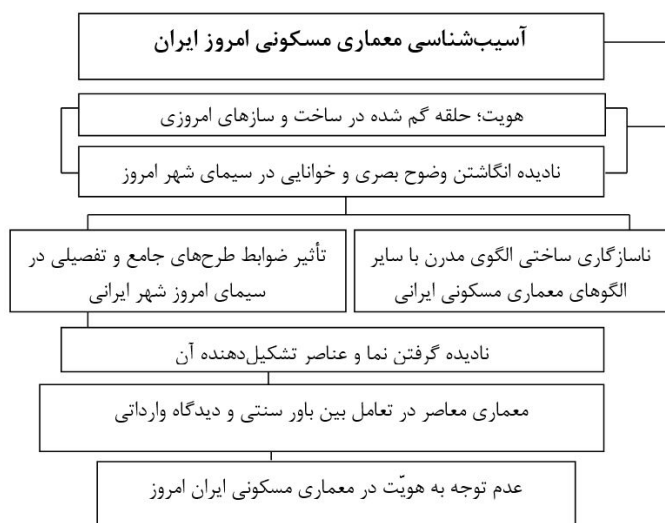 آسیب‌شناسی معماری مسکونی امروز ایران
هویت؛ حلقه گم شده در ساخت و سازهای امروزی
نادیده انگاشتن وضوح بصری و خوانایی در سیمای شهر امروز
ناسازگاری ساختی الگوی مدرن با سایر
الگوهای معماری مسکونی ایرانی
تأثیر ضوابط طرح‌های جامع و تفصیلی در
سیمای امروز شهر ایرانی
نادیده گرفتن نما و عناصر تشکیل‌دهنده آن
معماری معاصر در تعامل بین باور سنتی و دیدگاه وارداتی
عدم توجه به هویّت در معماری مسکونی ایران امروز